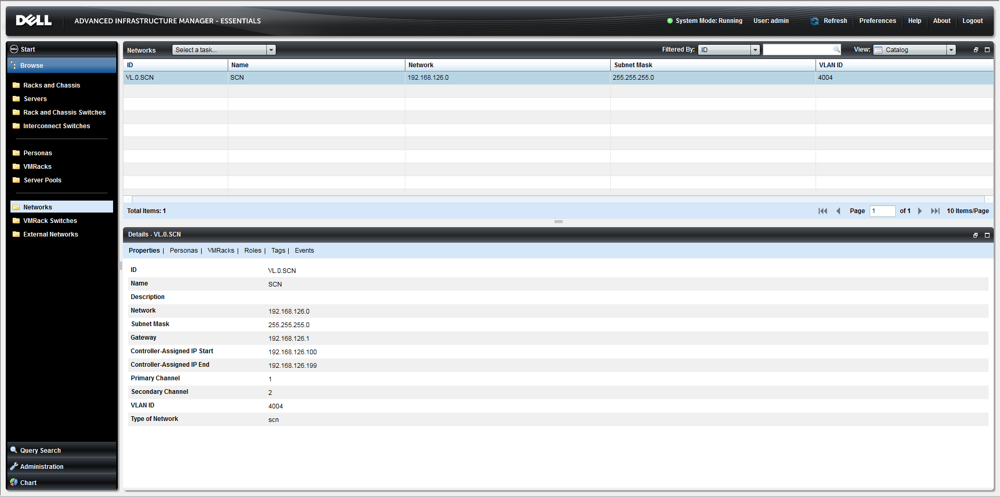 DELL
ADVANCED INFRASTRUCTURE MANAGER - ESSENTIALS
System Mode: Running
User: admin
Refresh
Preferences
Help
About
Logout
Start
Browse
Racks and Chassis
Servers
Rack and Chassis Switches
Interconnect Switches
Personas
VMRacks
Server Pools
Networks
VMRack Switches
External Networks
Query Search
Administration
Chart
Networks
Select a task...
Filtered By: ID
View: Catalog
ID Name Network Subnet Mask VLAN ID
VL.0.SCN SCN 192.168.126.0 255.255.255.0 4004
Total Items: 1
Page 1 of 1
10 Items/Page
Details - VL.0.SCN
Properties | Personas | VMRacks | Roles | Tags | Events
ID VL.0.SCN
Name SCN
Description
Network 192.168.126.0
Subnet Mask 255.255.255.0
Gateway 192.168.126.1
Controller-Assigned IP Start 192.168.126.100
Controller-Assigned IP End 192.168.126.199
Primary Channel 1
Secondary Channel 2
VLAN ID 4004
Type of Network scn